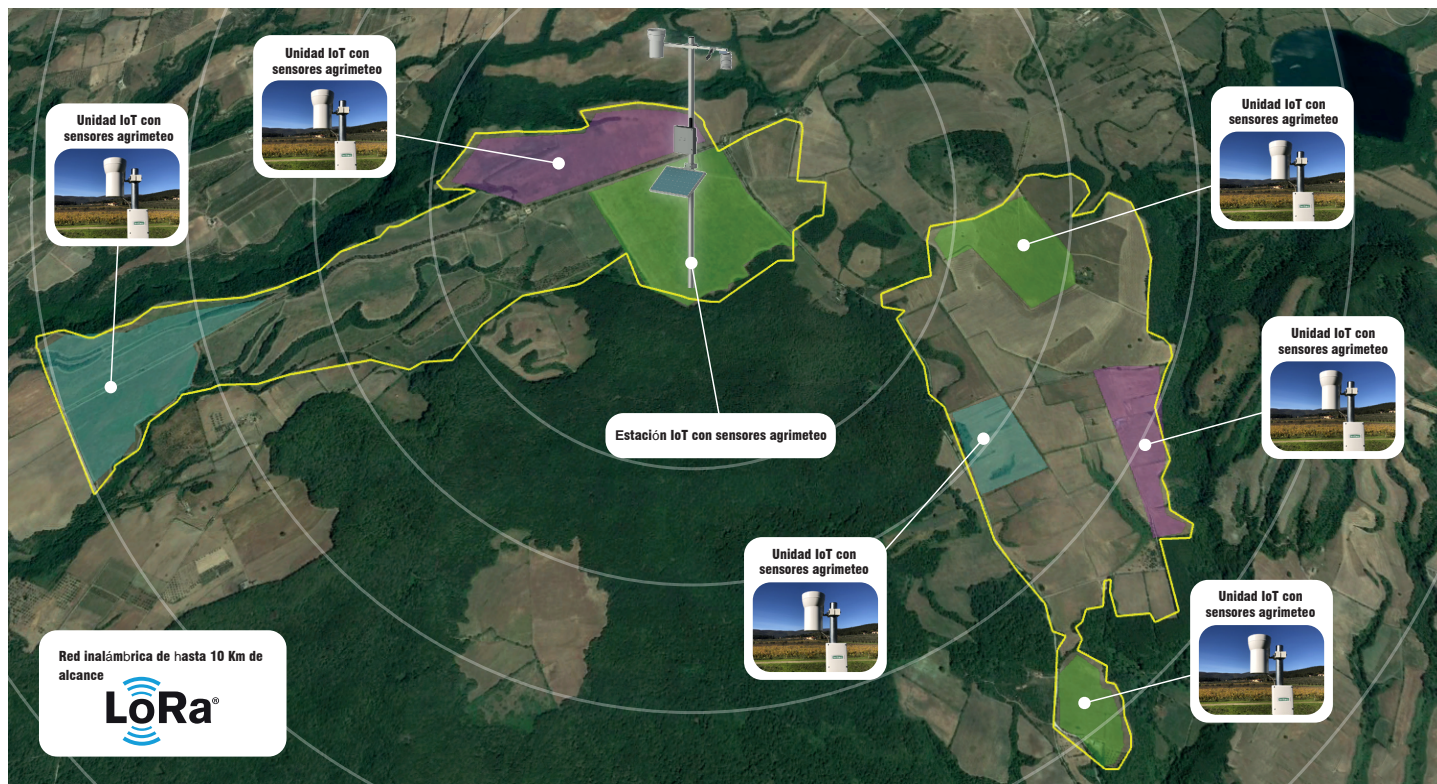 Unidad IoT con
sensores agrimeteo
Unidad IoT con
sensores agrimeteo
Unidad IoT con
sensores agrimeteo
Unidad IoT con
sensores agrimeteo
Estación IoT con sensores agrimeteo
Unidad IoT con
sensores agrimeteo
Unidad IoT con
sensores agrimeteo
Red inalámbrica de hasta 10 Km de
alcance
LoRa®